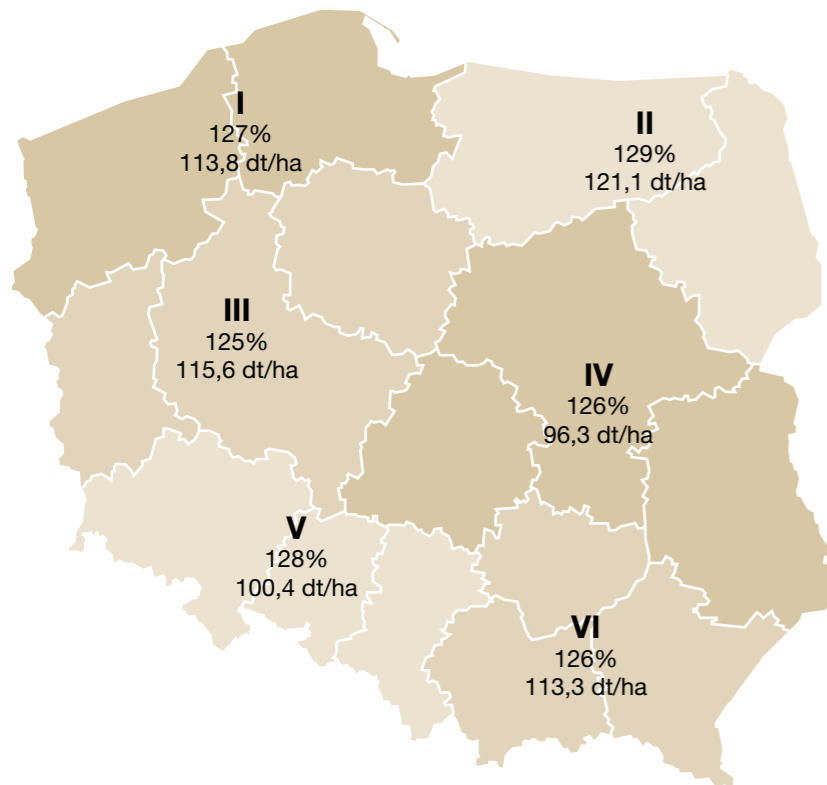 I
127%
113,8 dt/ha
II
129%
121,1 dt/ha
III
125%
115,6 dt/ha
IV
126%
96,3 dt/ha
V
128%
100,4 dt/ha
VI
126%
113,3 dt/ha